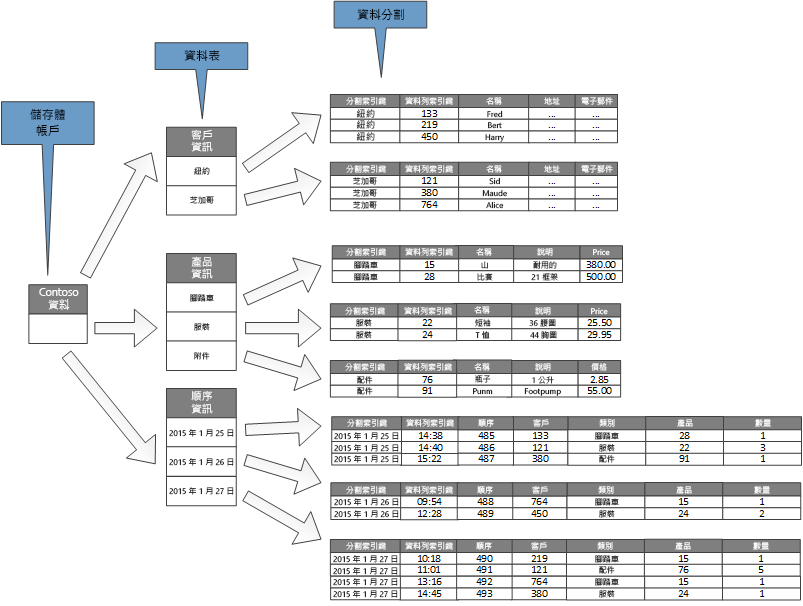 資料分割
資料表
儲存體
帳戶
Contoso
資料
客戶
資訊
紐約
芝加哥
產品
資訊
腳踏車
服裝
附件
順序
資訊
2015 年 1 月 25 日
2015 年 1 月 26 日
2015 年 1 月 27 日
分割索引鍵 資料列索引鍵 名稱 地址 電子郵件
紐約 133 Fred ... ...
紐約 219 Bert ... ...
紐約 450 Harry ... ...
分割索引鍵 資料列索引鍵 名稱 地址 電子郵件
芝加哥 121 Sid ... ...
芝加哥 380 Maude ... ...
芝加哥 764 Alice ... ...
分割索引鍵 資料列索引鍵 名稱 說明 Price
腳踏車 15 山 耐用的 380.00
腳踏車 28 比賽 21 框架 500.00
分割索引鍵 資料列索引鍵 名稱 說明 Price
服裝 22 短袖 36 腰圍 25.50
服裝 24 T 恤 44 胸圍 29.95
分割索引鍵 資料列索引鍵 名稱 說明 價格
配件 76 瓶子 1 公升 2.85
配件 91 Punm Footpump 55.00
分割索引鍵 資料列索引鍵 順序 客戶 類別 產品 數量
2015 年 1 月 25 日 14:38 485 133 腳踏車 28 1
2015 年 1 月 25 日 14:40 486 121 服裝 22 3
2015 年 1 月 25 日 15:22 487 380 配件 91 1
分割索引鍵 資料列索引鍵 順序 客戶 類別 產品 數量
2015 年 1 月 26 日 09:54 488 764 腳踏車 15 1
2015 年 1 月 26 日 12:28 489 450 服裝 24 2
分割索引鍵 資料列索引鍵 順序 客戶 類別 產品 數量
2015 年 1 月 27 日 10:18 490 219 腳踏車 15 1
2015 年 1 月 27 日 11:01 491 121 配件 76 5
2015 年 1 月 27 日 13:16 492 764 腳踏車 15 1
2015 年 1 月 27 日 14:45 493 380 服裝 24 1